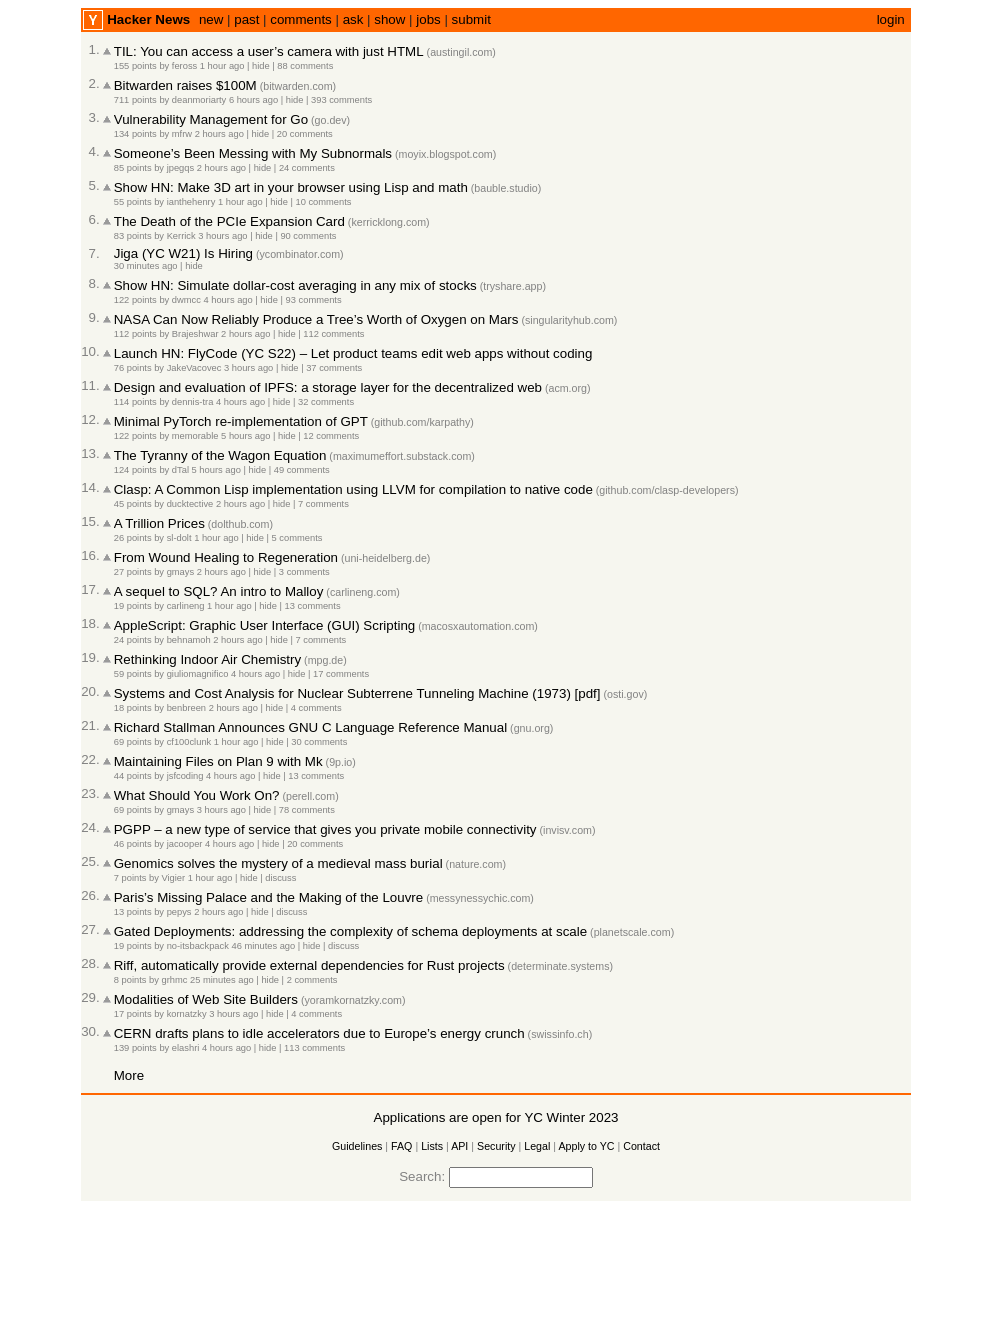 Y Hacker News new | past | comments | ask | show | jobs | submit login
1. TIL: You can access a user’s camera with just HTML (austingil.com)
155 points by feross 1 hour ago | hide | 88 comments
2. Bitwarden raises $100M (bitwarden.com)
711 points by deanmoriarty 6 hours ago | hide | 393 comments
3. Vulnerability Management for Go (go.dev)
134 points by mfrw 2 hours ago | hide | 20 comments
4. Someone’s Been Messing with My Subnormals (moyix.blogspot.com)
85 points by jpegqs 2 hours ago | hide | 24 comments
5. Show HN: Make 3D art in your browser using Lisp and math (bauble.studio)
55 points by ianthehenry 1 hour ago | hide | 10 comments
6. The Death of the PCIe Expansion Card (kerricklong.com)
83 points by Kerrick 3 hours ago | hide | 90 comments
7. Jiga (YC W21) Is Hiring (ycombinator.com)
30 minutes ago | hide
8. Show HN: Simulate dollar-cost averaging in any mix of stocks (tryshare.app)
122 points by dwmcc 4 hours ago | hide | 93 comments
9. NASA Can Now Reliably Produce a Tree’s Worth of Oxygen on Mars (singularityhub.com)
112 points by Brajeshwar 2 hours ago | hide | 112 comments
10. Launch HN: FlyCode (YC S22) – Let product teams edit web apps without coding
76 points by JakeVacovec 3 hours ago | hide | 37 comments
11. Design and evaluation of IPFS: a storage layer for the decentralized web (acm.org)
114 points by dennis-tra 4 hours ago | hide | 32 comments
12. Minimal PyTorch re-implementation of GPT (github.com/karpathy)
122 points by memorable 5 hours ago | hide | 12 comments
13. The Tyranny of the Wagon Equation (maximumeffort.substack.com)
124 points by dTal 5 hours ago | hide | 49 comments
14. Clasp: A Common Lisp implementation using LLVM for compilation to native code (github.com/clasp-developers)
45 points by ducktective 2 hours ago | hide | 7 comments
15. A Trillion Prices (dolthub.com)
26 points by sl-dolt 1 hour ago | hide | 5 comments
16. From Wound Healing to Regeneration (uni-heidelberg.de)
27 points by gmays 2 hours ago | hide | 3 comments
17. A sequel to SQL? An intro to Malloy (carlineng.com)
19 points by carlineng 1 hour ago | hide | 13 comments
18. AppleScript: Graphic User Interface (GUI) Scripting (macosxautomation.com)
24 points by behnamoh 2 hours ago | hide | 7 comments
19. Rethinking Indoor Air Chemistry (mpg.de)
59 points by giuliomagnifico 4 hours ago | hide | 17 comments
20. Systems and Cost Analysis for Nuclear Subterrene Tunneling Machine (1973) [pdf] (osti.gov)
18 points by benbreen 2 hours ago | hide | 4 comments
21. Richard Stallman Announces GNU C Language Reference Manual (gnu.org)
69 points by cf100clunk 1 hour ago | hide | 30 comments
22. Maintaining Files on Plan 9 with Mk (9p.io)
44 points by jsfcoding 4 hours ago | hide | 13 comments
23. What Should You Work On? (perell.com)
69 points by gmays 3 hours ago | hide | 78 comments
24. PGPP – a new type of service that gives you private mobile connectivity (invisv.com)
46 points by jacooper 4 hours ago | hide | 20 comments
25. Genomics solves the mystery of a medieval mass burial (nature.com)
7 points by Vigier 1 hour ago | hide | discuss
26. Paris's Missing Palace and the Making of the Louvre (messynessychic.com)
13 points by pepys 2 hours ago | hide | discuss
27. Gated Deployments: addressing the complexity of schema deployments at scale (planetscale.com)
19 points by no-itsbackpack 46 minutes ago | hide | discuss
28. Riff, automatically provide external dependencies for Rust projects (determinate.systems)
8 points by grhmc 25 minutes ago | hide | 2 comments
29. Modalities of Web Site Builders (yoramkornatzky.com)
17 points by kornatzky 3 hours ago | hide | 4 comments
30. CERN drafts plans to idle accelerators due to Europe’s energy crunch (swissinfo.ch)
139 points by elashri 4 hours ago | hide | 113 comments
More
Applications are open for YC Winter 2023
Guidelines | FAQ | Lists | API | Security | Legal | Apply to YC | Contact
Search: